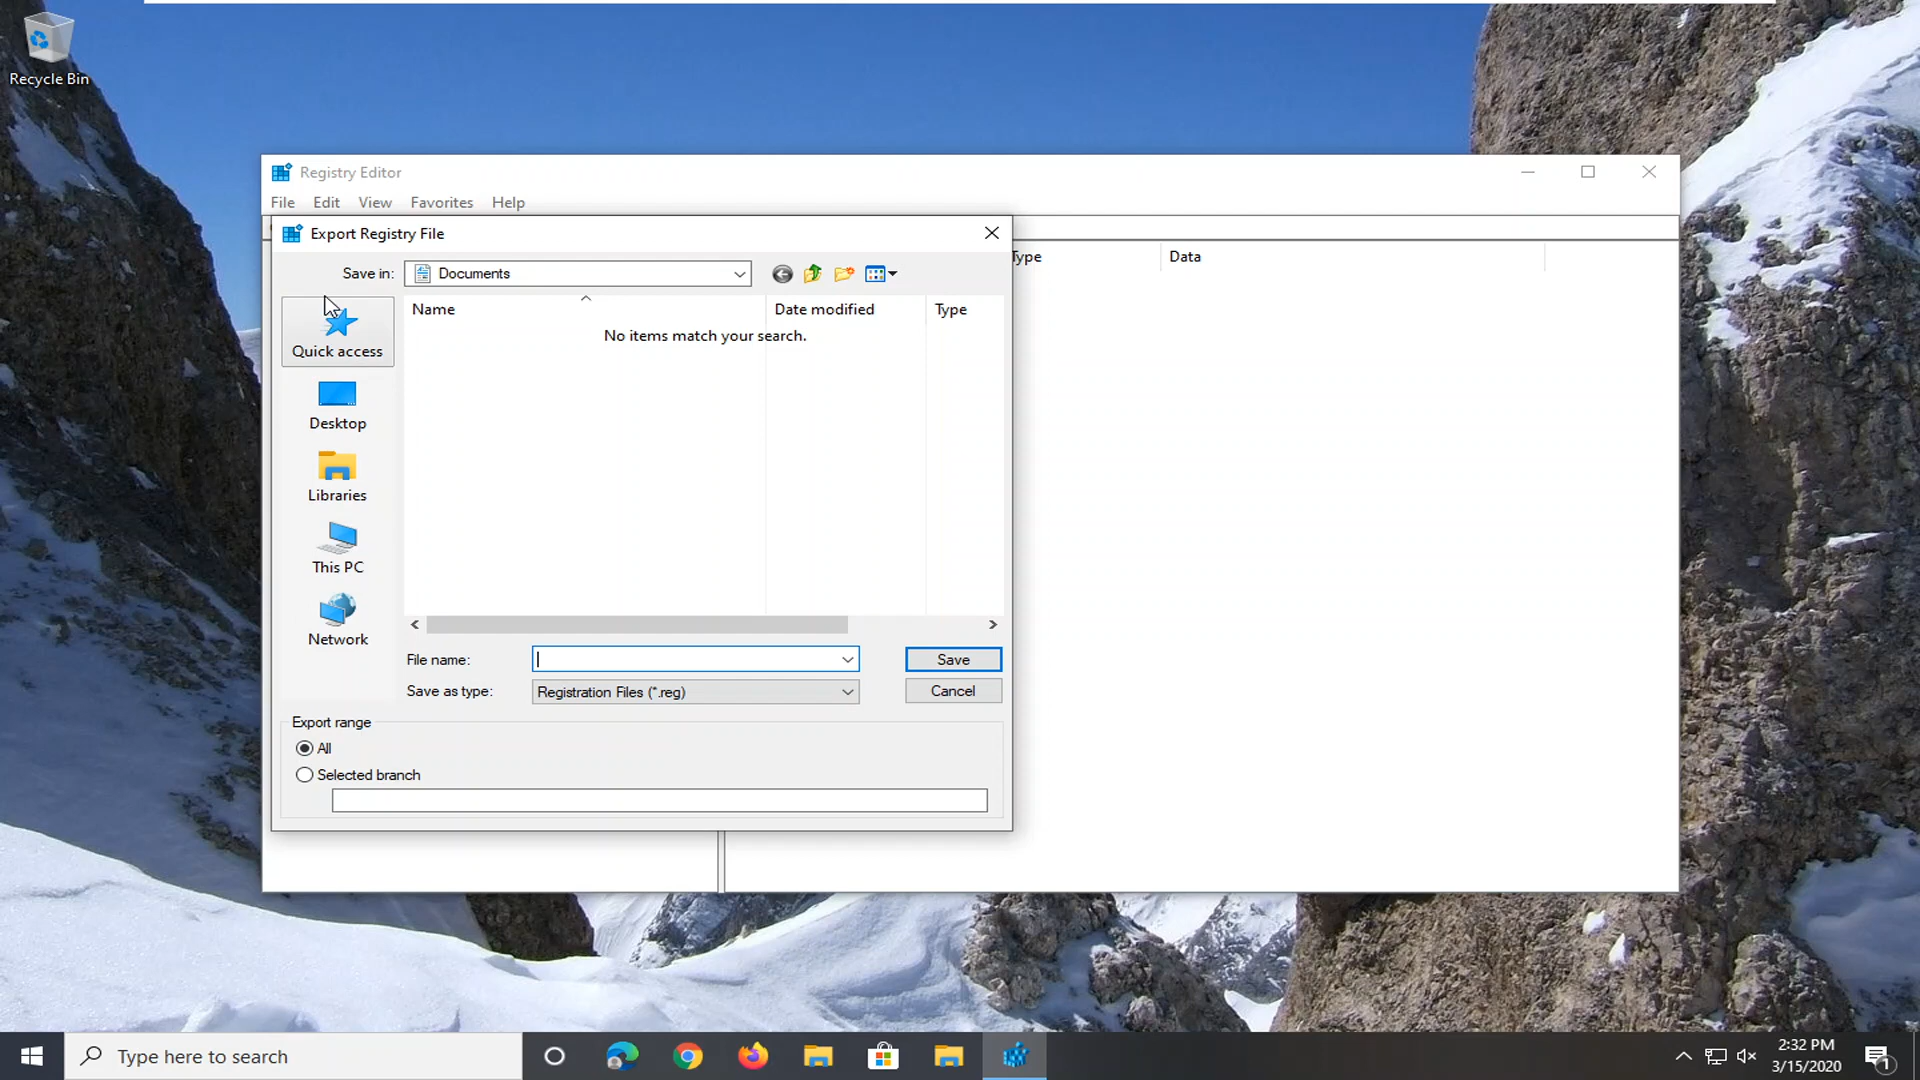 Recycle Bin
Registry Editor
File Edit View Favorites Help
Export Registry File
Type Data
Save in: Documents
Name Date modified Type
No items match your search.
Quick access
Desktop
Libraries
This PC
Network
File name: Save
Save as type: Registration Files (*.reg) Cancel
Export range
All
Selected branch
Type here to search
2:32 PM
3/15/2020
1